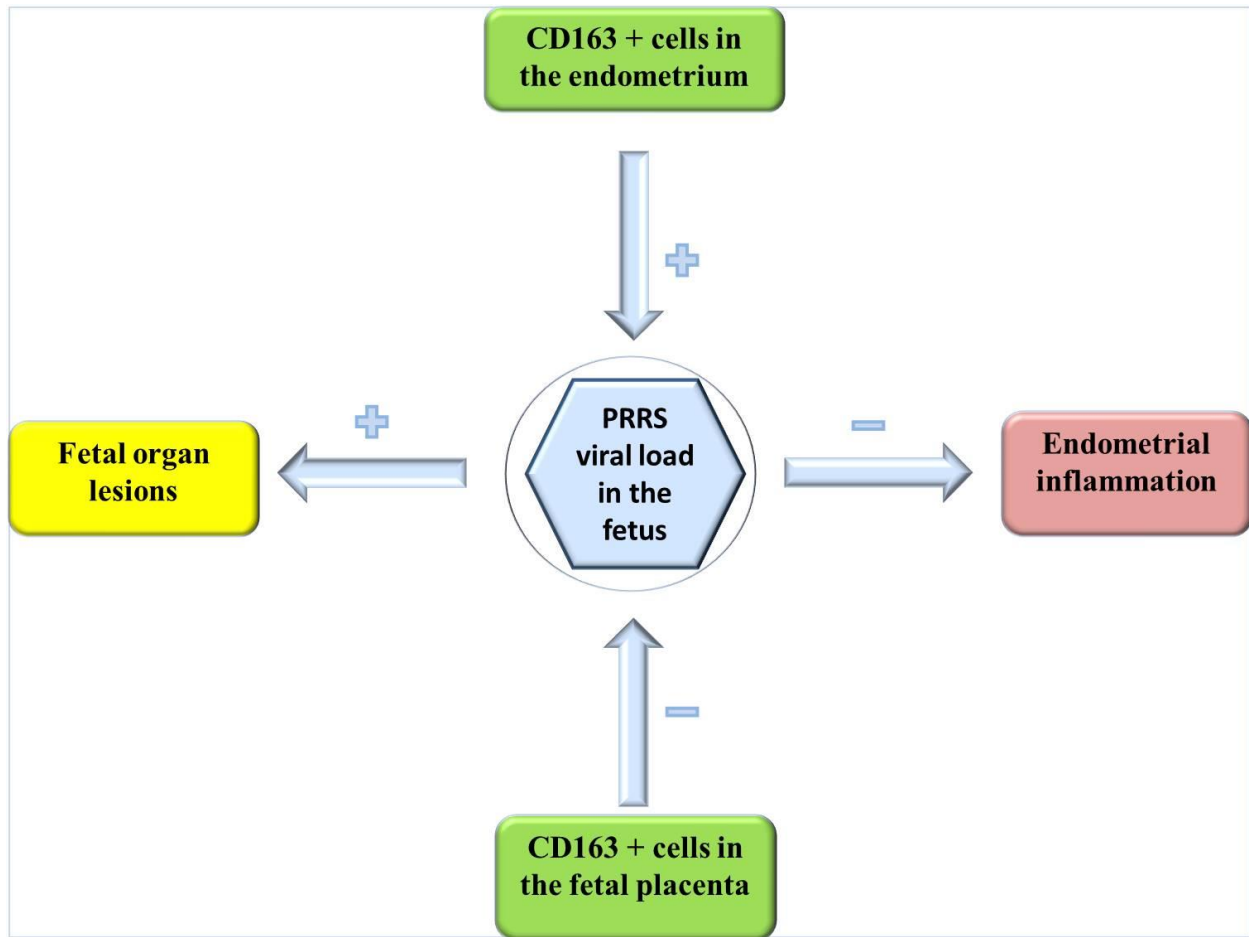 CD163 + cells in
the endometrium
+
Fetal organ
lesions
+
PRRS
viral load
in the
fetus
−
Endometrial
inflammation
−
CD163 + cells in
the fetal placenta